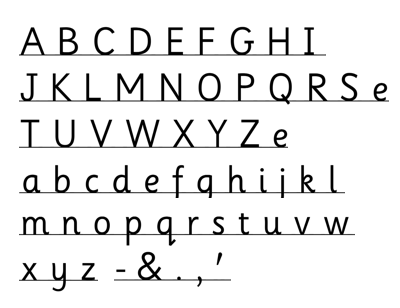 A B C D E F G H I
J K L M N O P Q R S e
T U V W X Y Z e
a b c d e f g h i j k l
m n o p q r s t u v w
x y z - & . , '